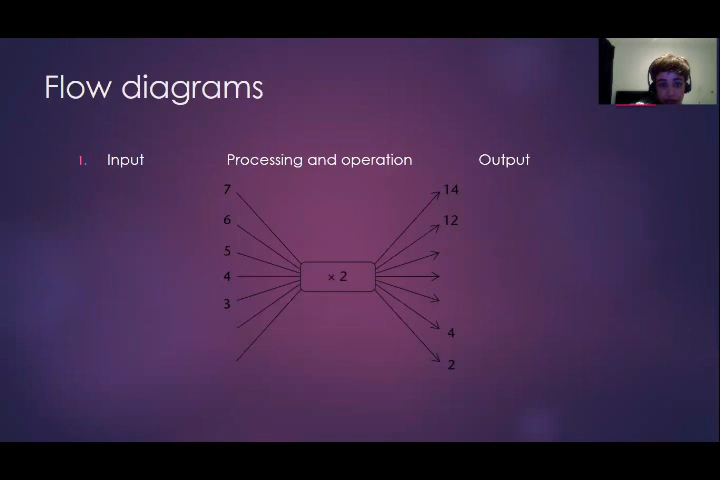 Flow diagrams
I. Input Processing and operation Output
7 14
6 12
5
4 × 2
3
4
2